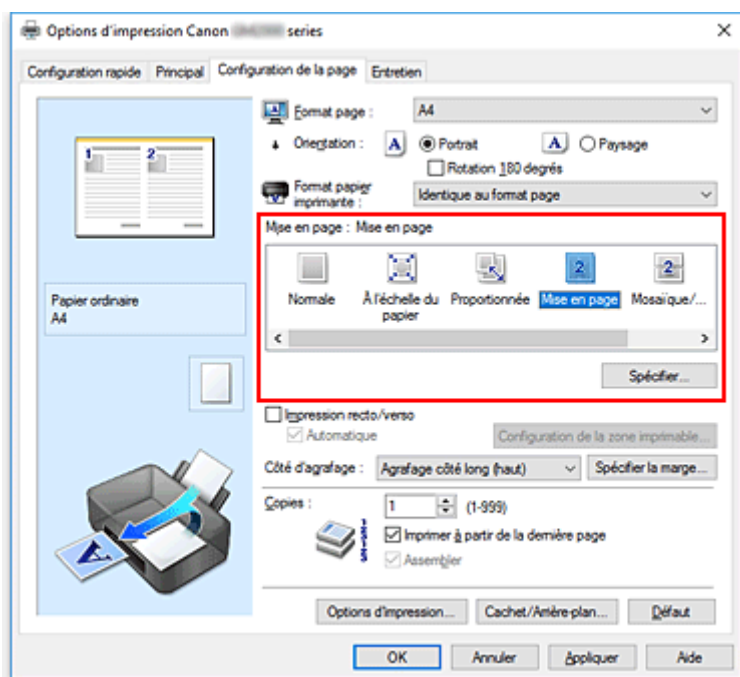 Options d'impression Canon series
Configuration rapide Principal Configuration de la page Entretien
1 2
Papier ordinaire
A4
Format page : A4
Orientation : A Portrait A Paysage
Rotation 180 degrés
Format papier
imprimante : Identique au format page
Mise en page : Mise en page
2 2
Normale À l'échelle du papier Proportionnée Mise en page Mosaïque/...
Spécifier...
Impression recto/verso
Automatique Configuration de la zone imprimable...
Côté d'agrafage : Agrafage côté long (haut) Spécifier la marge...
Copies : 1 (1-999)
Imprimer à partir de la dernière page
Assembler
A
Options d'impression... Cachet/Arrière-plan... Défaut
OK Annuler Appliquer Aide